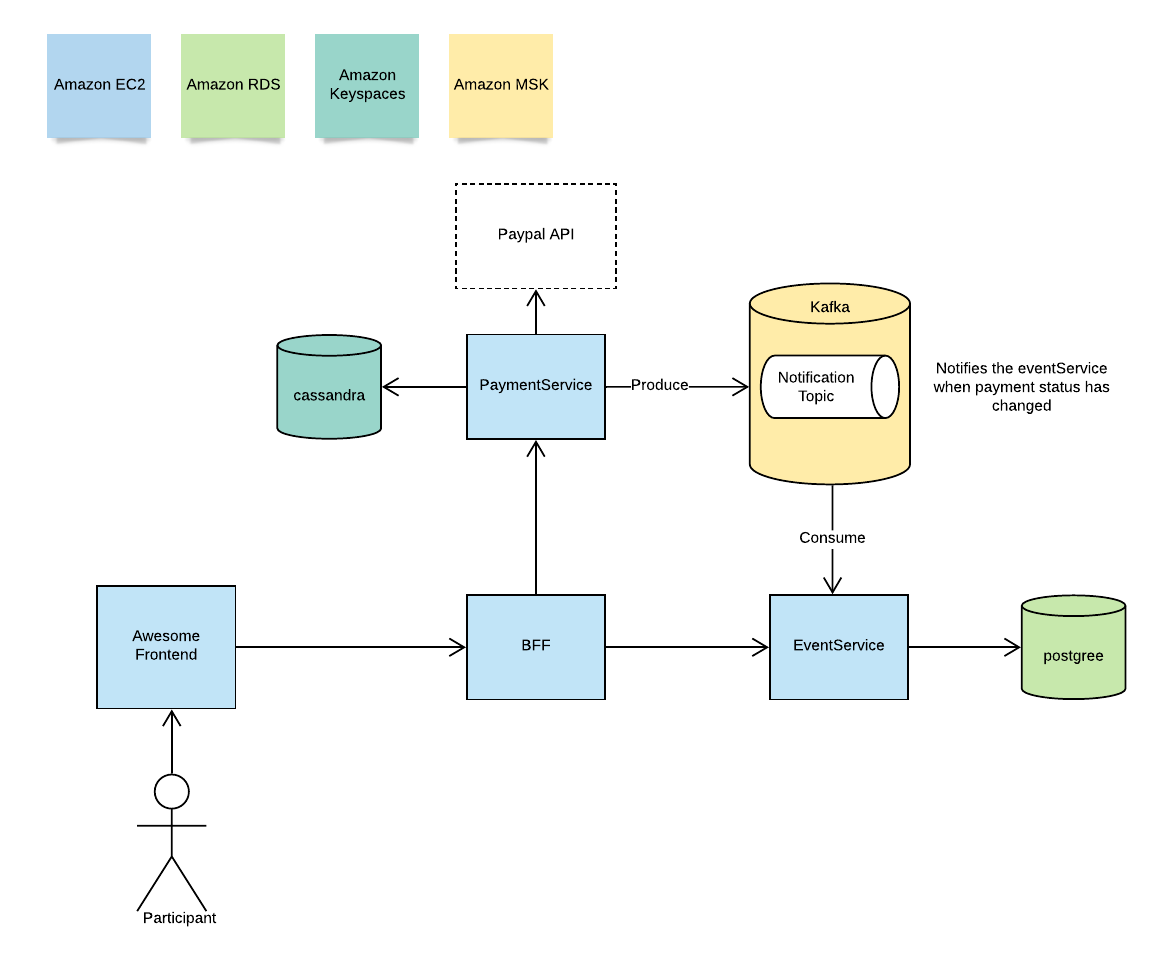 Amazon EC2
Amazon RDS
Amazon
Keyspaces
Amazon MSK
Paypal API
Kafka
cassandra
PaymentService
Produce
Notification
Topic
Notifies the eventService
when payment status has
changed
Consume
Awesome
Frontend
BFF
EventService
postgree
Participant